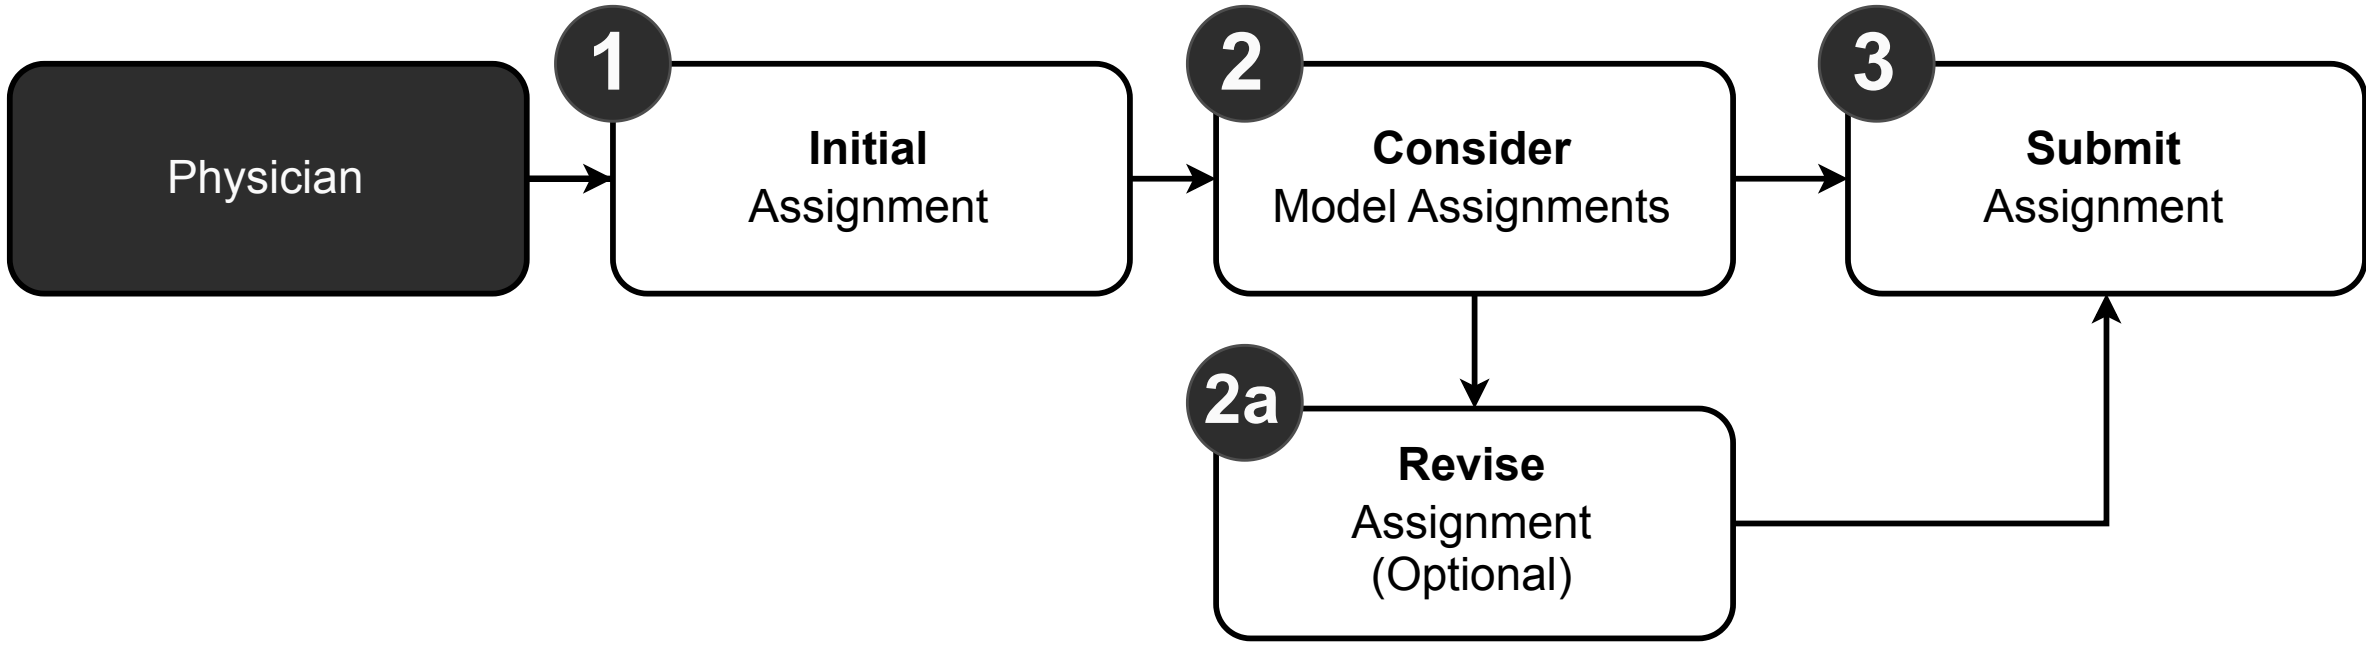 Physician
1
Initial
Assignment
2
Consider
Model Assignments
3
Submit
Assignment
2a
Revise
Assignment
(Optional)